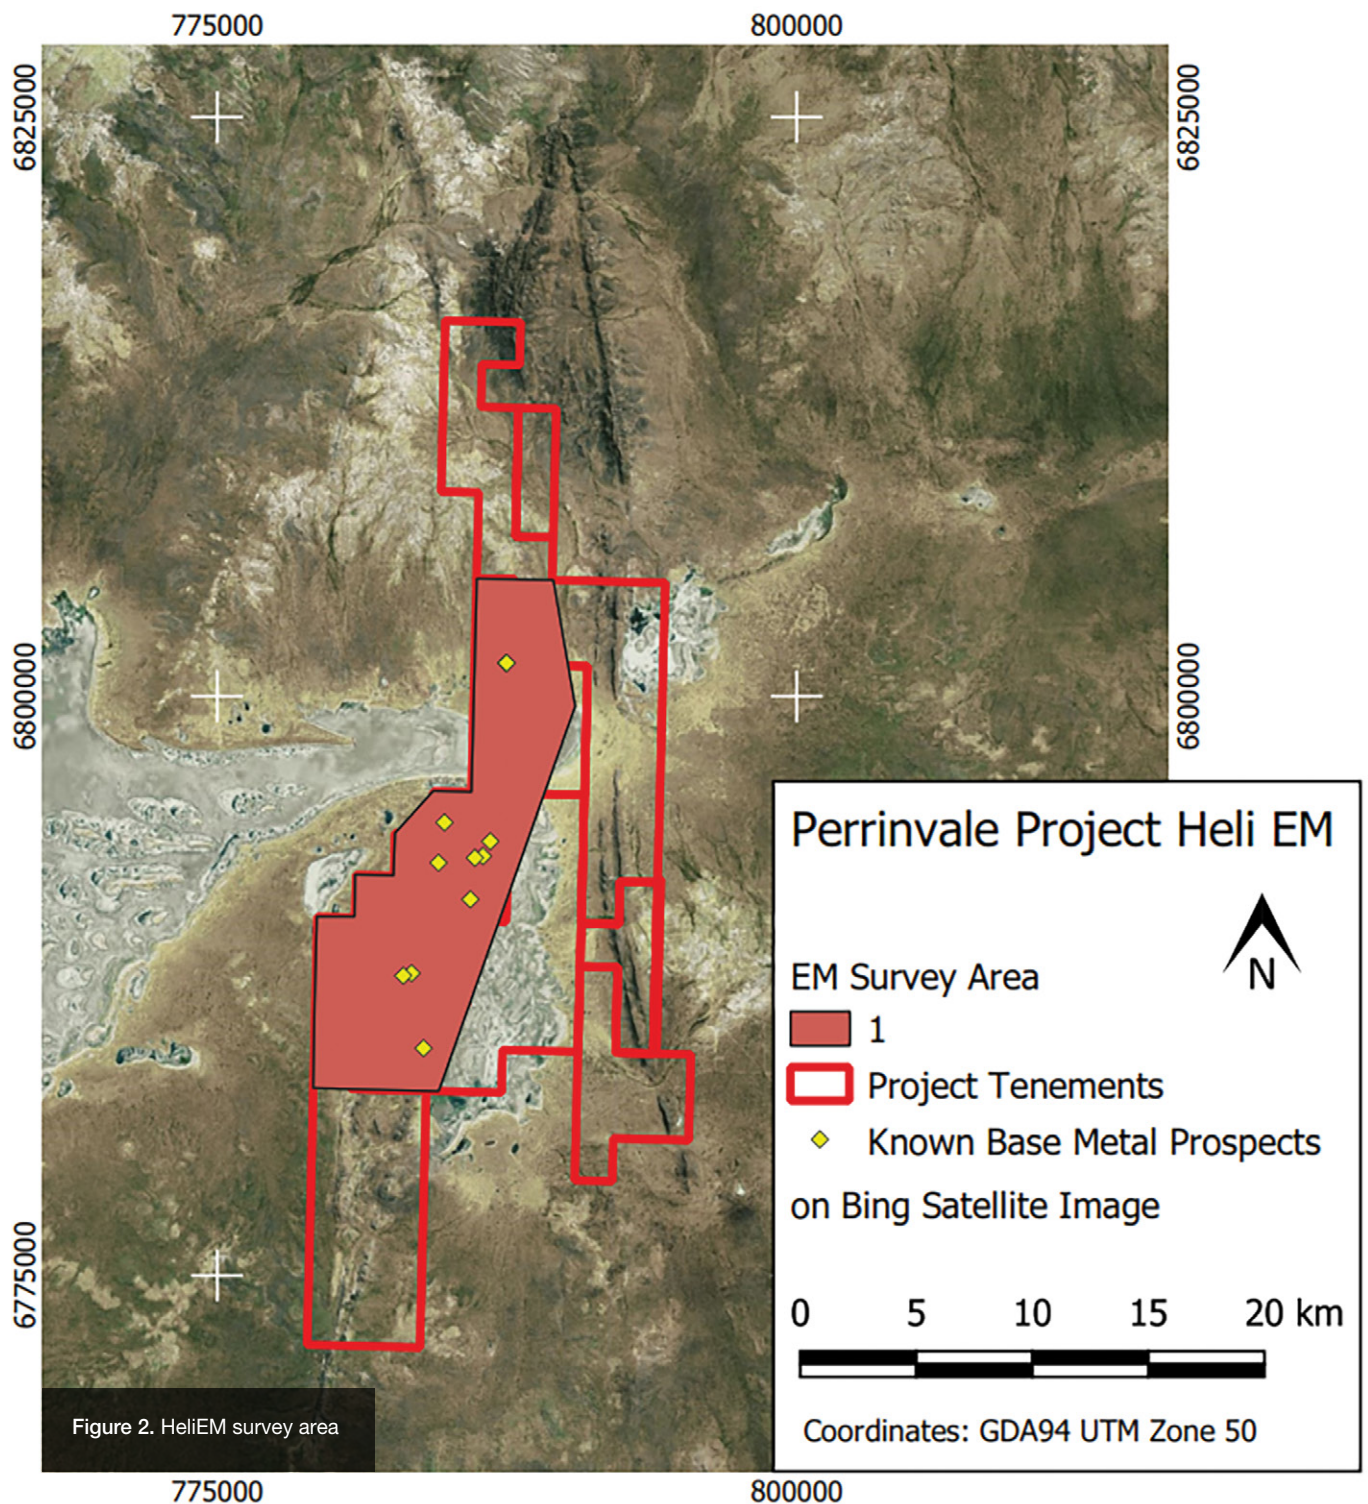 775000
800000
6825000
6825000
6800000
6800000
Perrinvale Project Heli EM
N
EM Survey Area
1
Project Tenements
Known Base Metal Prospects
on Bing Satellite Image
6775000
0 5 10 15 20 km
Figure 2. HeliEM survey area
Coordinates: GDA94 UTM Zone 50
775000
800000